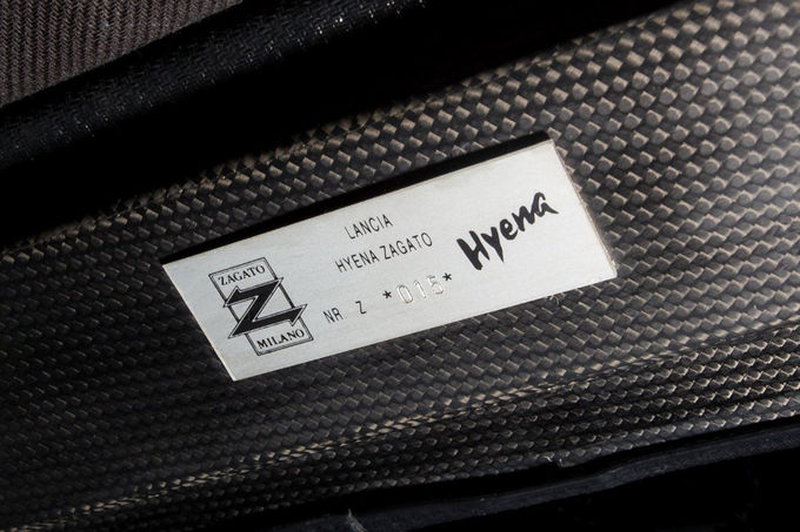 ZAGATO
Z
MILANO
LANCIA
HYENA ZAGATO
NR Z *015*
Hyena